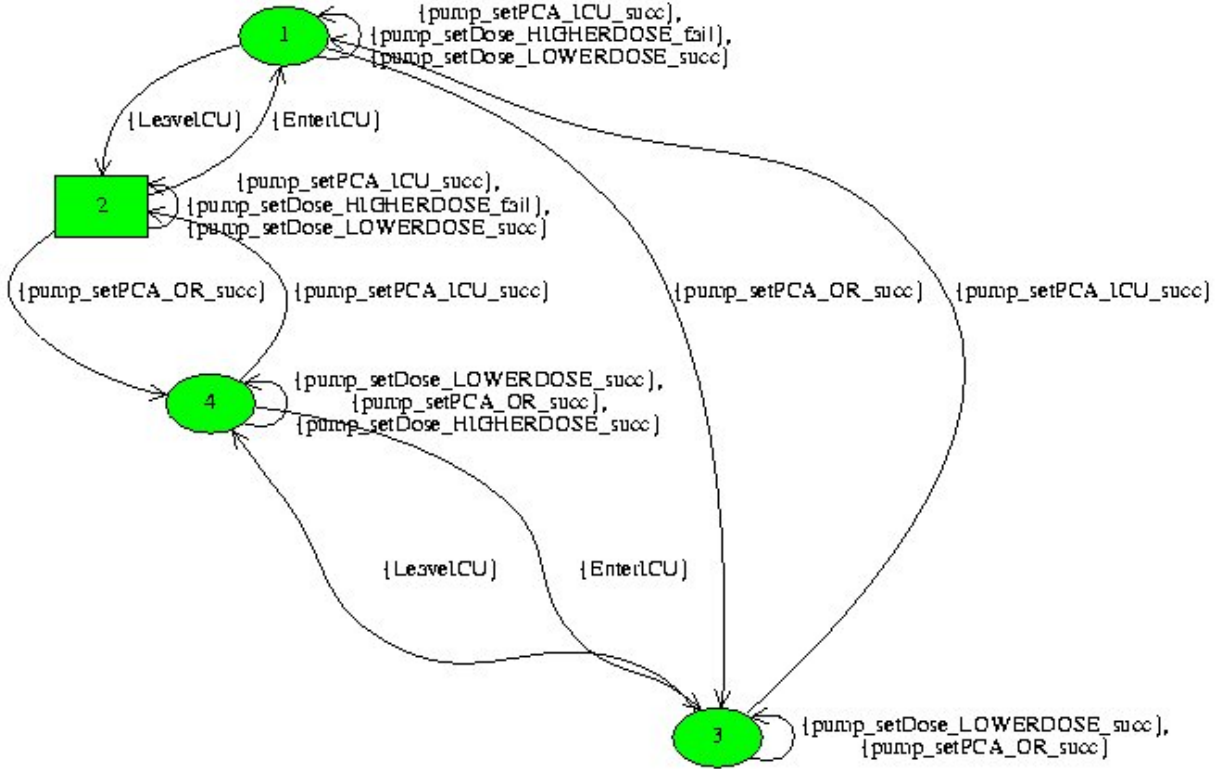 {pump_setPCA_ICU_succ},
1
{pump_setDose_HIGHERDOSE_fail},
{pump_setDose_LOWERDOSE_succ}
{LeaveICU}
{EnterICU}
{pump_setPCA_ICU_succ},
2
{pump_setDose_HIGHERDOSE_fail},
{pump_setDose_LOWERDOSE_succ}
{pump_setPCA_OR_succ}
{pump_setPCA_ICU_succ}
{pump_setPCA_OR_succ}
{pump_setPCA_ICU_succ}
{pump_setDose_LOWERDOSE_succ},
4
{pump_setPCA_OR_succ},
{pump_setDose_HIGHERDOSE_succ}
{LeaveICU}
{EnterICU}
3
{pump_setDose_LOWERDOSE_succ},
{pump_setPCA_OR_succ}